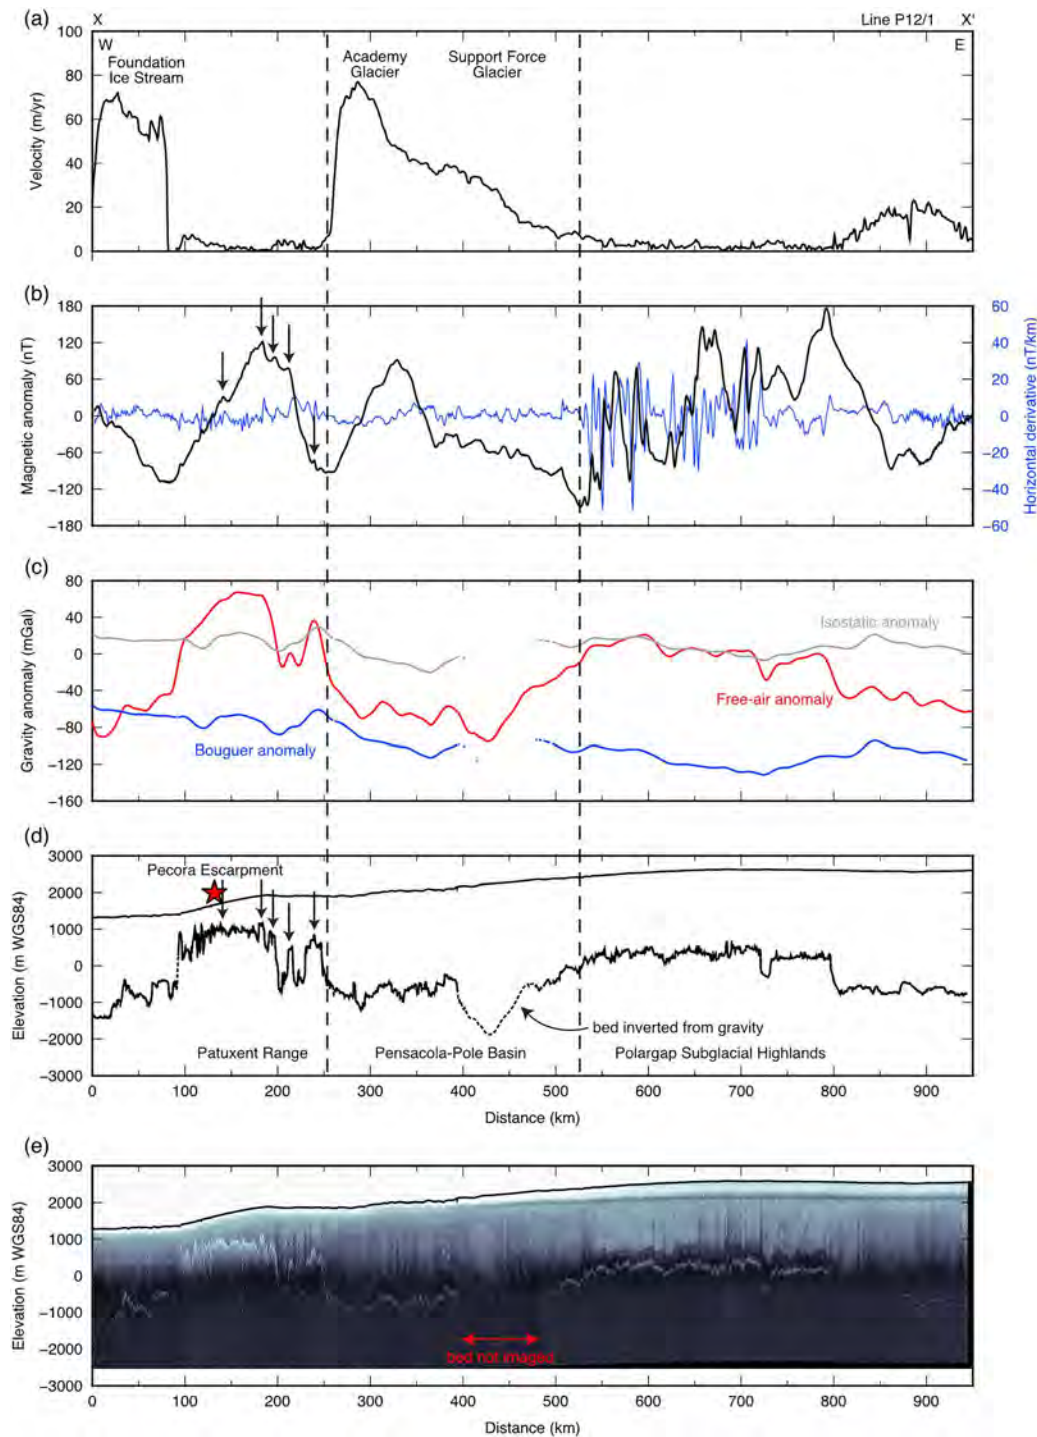 (a)
X
Line P12/1
X'
100
80
60
40
20
0
Velocity (m/yr)
W
E
Foundation
Ice Stream
Academy
Glacier
Support Force
Glacier
(b)
180
120
60
0
−60
−120
−180
Magnetic anomaly (nT)
60
40
20
0
−20
−40
−60
Horizontal derivative (nT/km)
(c)
80
40
0
−40
−80
−120
−160
Gravity anomaly (mGal)
Isostatic anomaly
Free-air anomaly
Bouguer anomaly
(d)
3000
2000
1000
0
−1000
−2000
−3000
Elevation (m WGS84)
Pecora Escarpment
bed inverted from gravity
Patuxent Range
Pensacola-Pole Basin
Polargap Subglacial Highlands
0 100 200 300 400 500 600 700 800 900
Distance (km)
(e)
3000
2000
1000
0
−1000
−2000
−3000
Elevation (m WGS84)
bed not imaged
0 100 200 300 400 500 600 700 800 900
Distance (km)